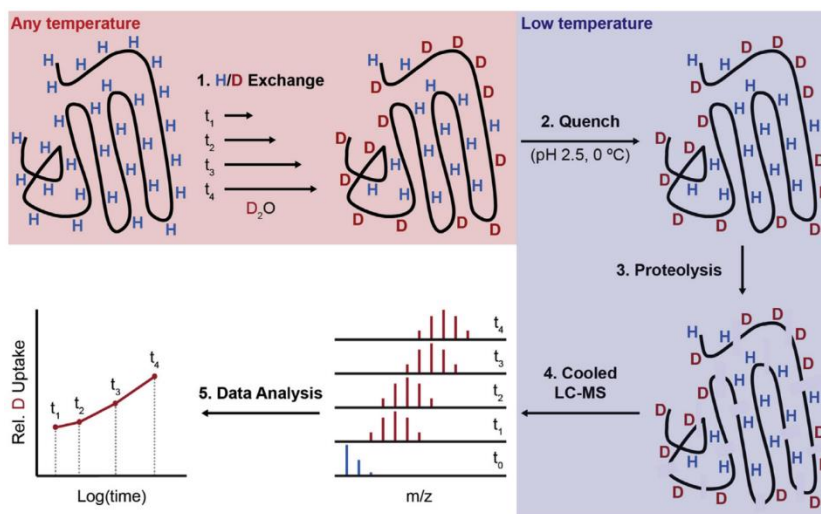 Any temperature
Low temperature
H H H H H H H H H H H H H H H H H H H H H H H H H H H
1. H/D Exchange
t1
t2
t3
t4
D2O
D D D D D D D D D D D D D D D D H H H H H H H H H H H
2. Quench
(pH 2.5, 0 ºC)
3. Proteolysis
4. Cooled
LC-MS
5. Data Analysis
t4
t3
t2
t1
t0
m/z
Rel. D Uptake
t1
t2
t3
t4
Log(time)